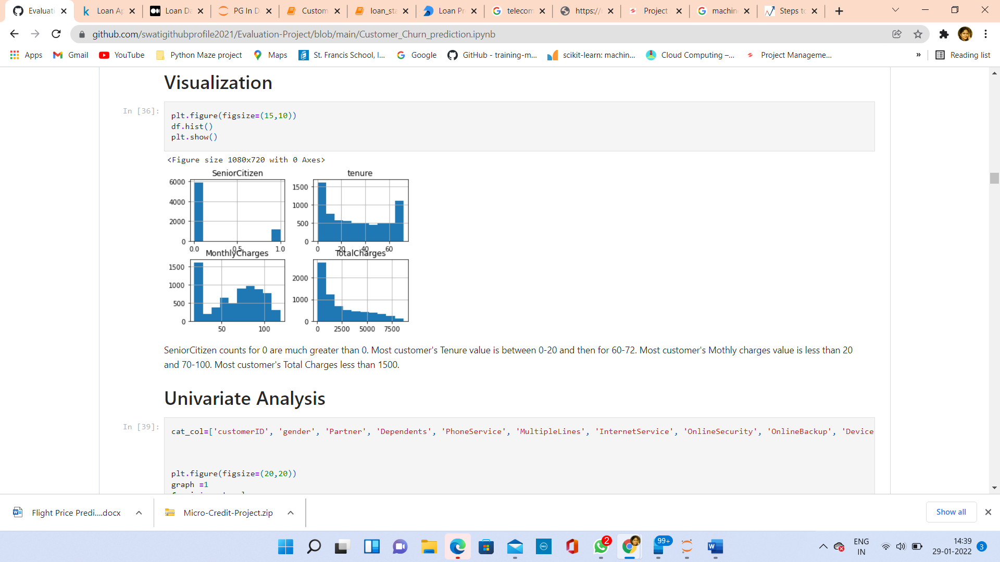 Evaluati
Loan Ap
Loan Da
PG In D
Custom
loan_sta
Loan Pr
telecom
https://
Project
machin
Steps to
github.com/swatigithubprofile2021/Evaluation-Project/blob/main/Customer_Churn_prediction.ipynb
Apps
Gmail
YouTube
Python Maze project
Maps
St. Francis School, I...
Google
GitHub - training-m...
scikit-learn: machin...
Cloud Computing –...
Project Manageme...
»
Reading list
Visualization
In [36]:
plt.figure(figsize=(15,10))
df.hist()
plt.show()
<Figure size 1080x720 with 0 Axes>
SeniorCitizen
tenure
6000
4000
2000
0
0.0 0.5 1.0
1500
1000
500
0
0 20 40 60
MonthlyCharges
TotalCharges
1500
1000
500
0
50 100
2000
1000
0
0 2500 5000 7500
SeniorCitizen counts for 0 are much greater than 0. Most customer's Tenure value is between 0-20 and then for 60-72. Most customer's Mothly charges value is less than 20
and 70-100. Most customer's Total Charges less than 1500.
Univariate Analysis
In [39]:
cat_col=['customerID', 'gender', 'Partner', 'Dependents', 'PhoneService', 'MultipleLines', 'InternetService', 'OnlineSecurity', 'OnlineBackup', 'Device
plt.figure(figsize=(20,20))
graph =1
Flight Price Predi....docx
Micro-Credit-Project.zip
Show all
2
99+
ENG
IN
14:39
29-01-2022
3